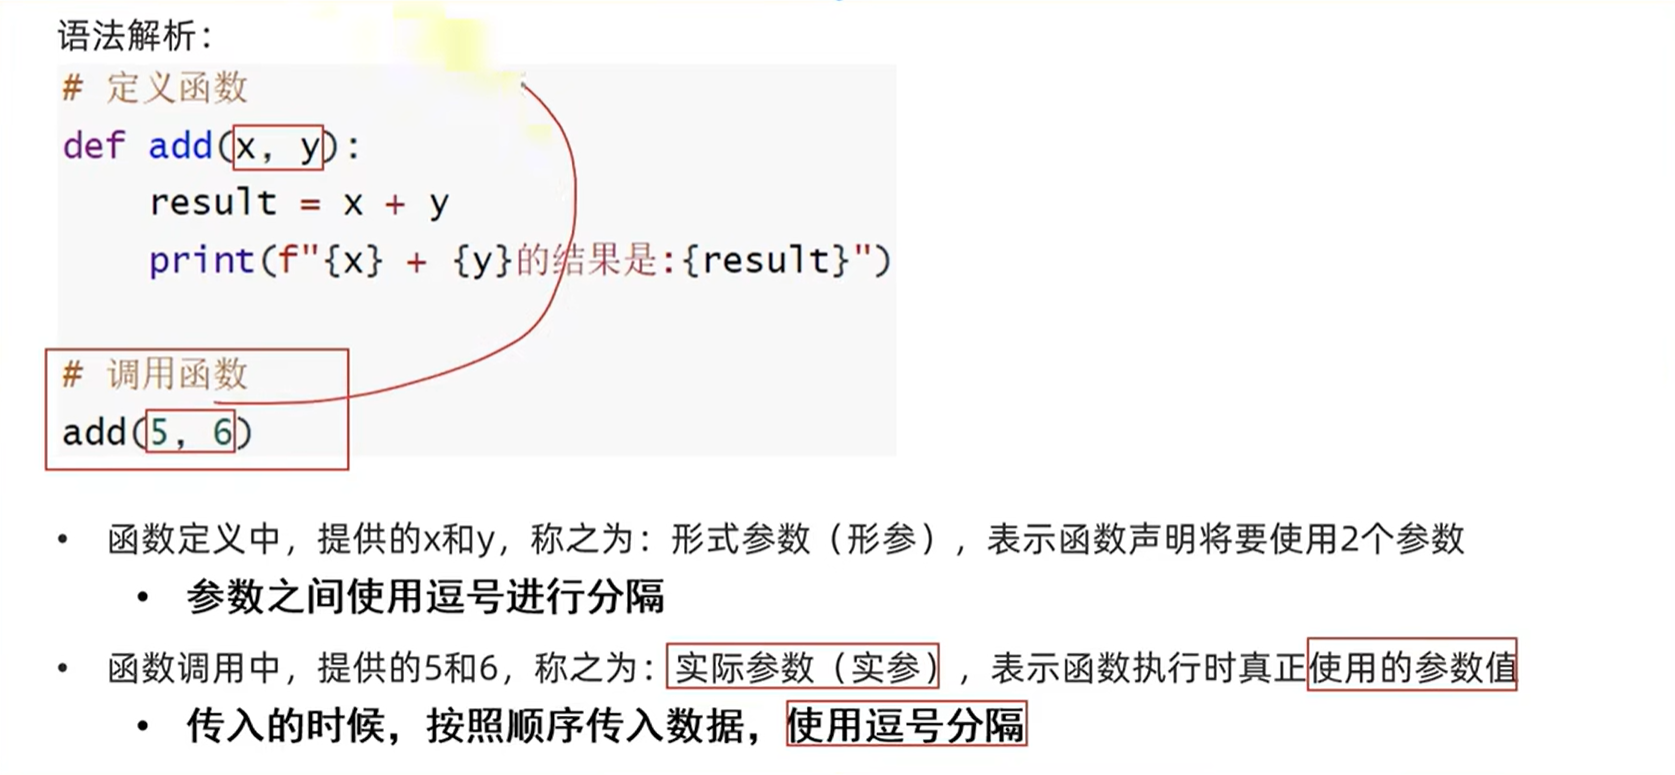 语法解析：
# 定义函数
def add(x, y):
    result = x + y
    print(f"{x} + {y}的结果是:{result}")
# 调用函数
add(5, 6)
• 函数定义中，提供的x和y，称之为：形式参数（形参），表示函数声明将要使用2个参数
• 参数之间使用逗号进行分隔
• 函数调用中，提供的5和6，称之为：实际参数（实参），表示函数执行时真正使用的参数值
• 传入的时候，按照顺序传入数据，使用逗号分隔